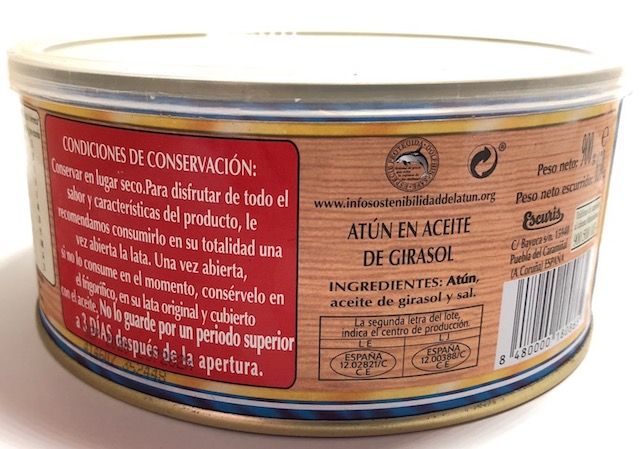 CONDICIONES DE CONSERVACIÓN:
Conservar en lugar seco.Para disfrutar de todo el
sabor y características del producto, le
recomendamos consumirlo en su totalidad una
vez abierta la lata. Una vez abierta,
si no lo consume en el momento, consérvelo en
el frigorífico, en su lata original y cubierto
con el aceite. No lo guarde por un periodo superior
a 3 DÍAS después de la apertura.
www.infosostenibilidaddelatun.org
ATÚN EN ACEITE
DE GIRASOL
INGREDIENTES: Atún,
aceite de girasol y sal.
La segunda letra del lote,
indica el centro de producción.
L E
L J
ESPAÑA
12.02821/C
C E
ESPAÑA
12.00388/C
C E
Peso neto: 900
Peso neto escurrido:
Escuris
C/ Bayuca s/n. 15940
Puebla del Caramiñal
(A Coruña) ESPAÑA
8 480000